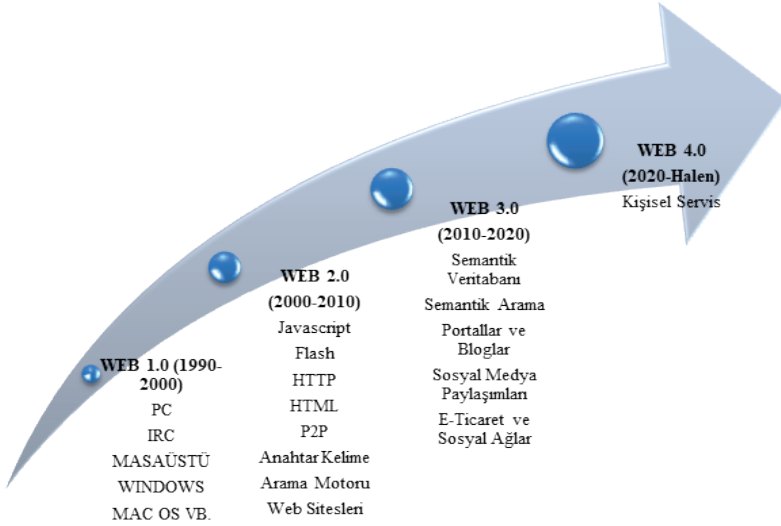 WEB 1.0 (1990-
2000)
PC
IRC
MASAÜSTÜ
WINDOWS
MAC OS VB.
WEB 2.0
(2000-2010)
Javascript
Flash
HTTP
HTML
P2P
Anahtar Kelime
Arama Motoru
Web Sitesleri
WEB 3.0
(2010-2020)
Semantik
Veritabanı
Semantik Arama
Portallar ve
Bloglar
Sosyal Medya
Paylaşımları
E-Ticaret ve
Sosyal Ağlar
WEB 4.0
(2020-Halen)
Kişisel Servis